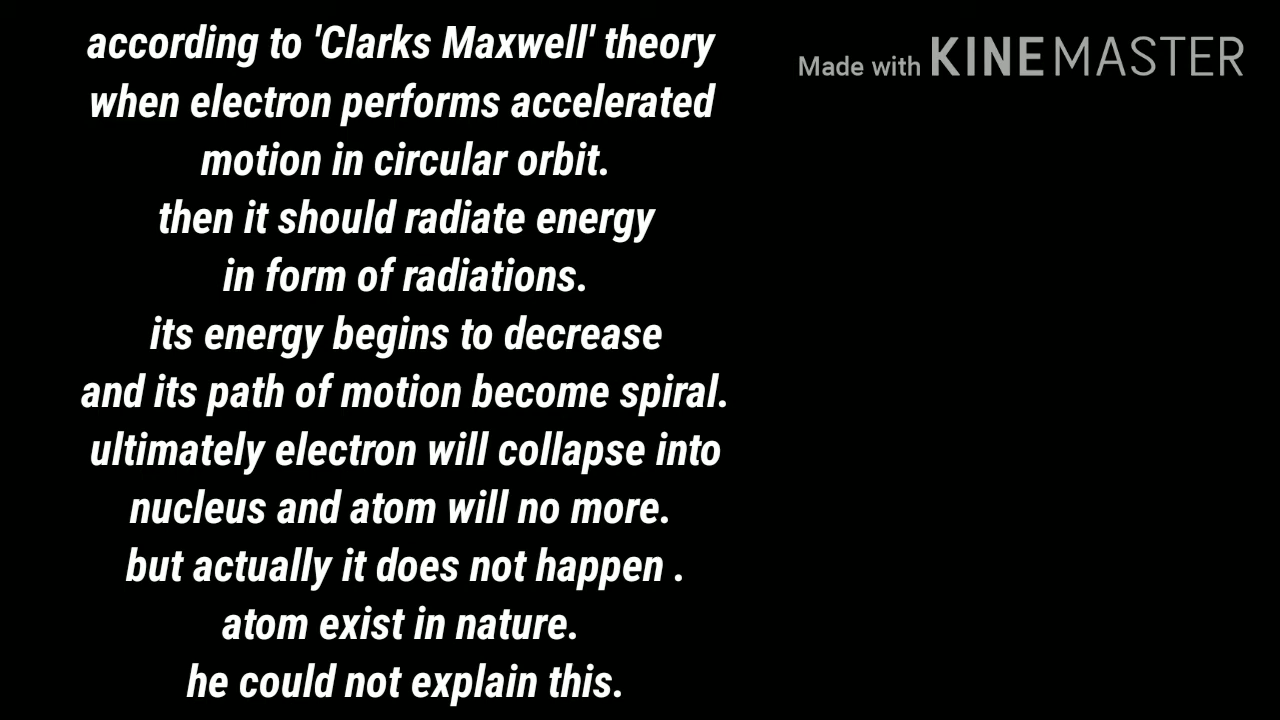 according to 'Clarks Maxwell' theory
when electron performs accelerated
motion in circular orbit.
then it should radiate energy
in form of radiations.
its energy begins to decrease
and its path of motion become spiral.
ultimately electron will collapse into
nucleus and atom will no more.
but actually it does not happen .
atom exist in nature.
he could not explain this.
Made with KINEMASTER